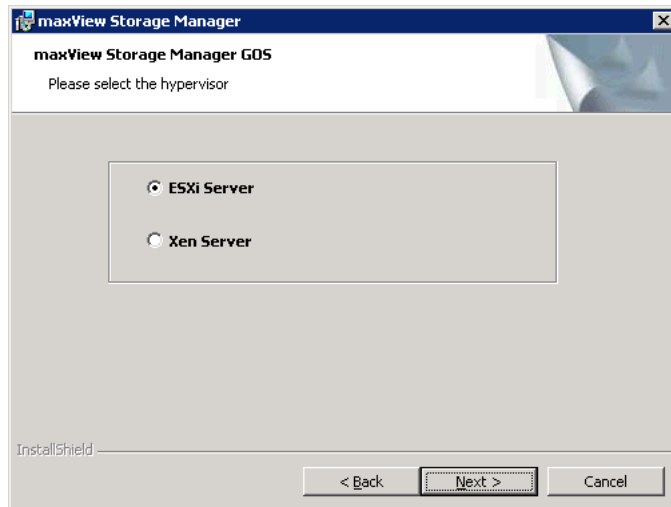 maxView Storage Manager
maxView Storage Manager GOS
Please select the hypervisor
ESXi Server
Xen Server
InstallShield
< Back
Next >
Cancel